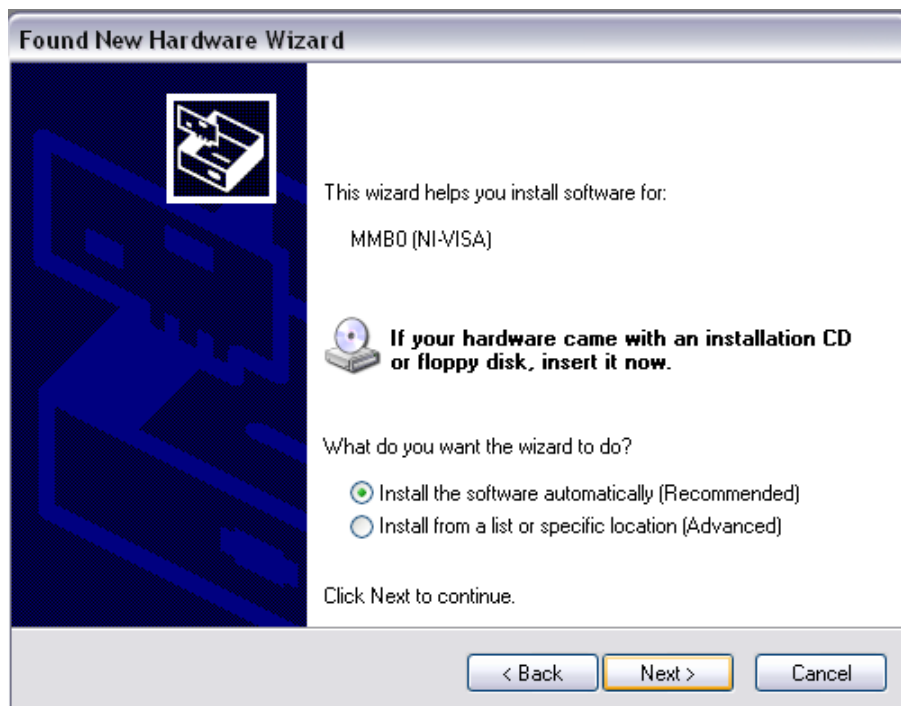 Found New Hardware Wizard
This wizard helps you install software for:
MMB0 (NI-VISA)
If your hardware came with an installation CD
or floppy disk, insert it now.
What do you want the wizard to do?
Install the software automatically (Recommended)
Install from a list or specific location (Advanced)
Click Next to continue.
< Back
Next >
Cancel